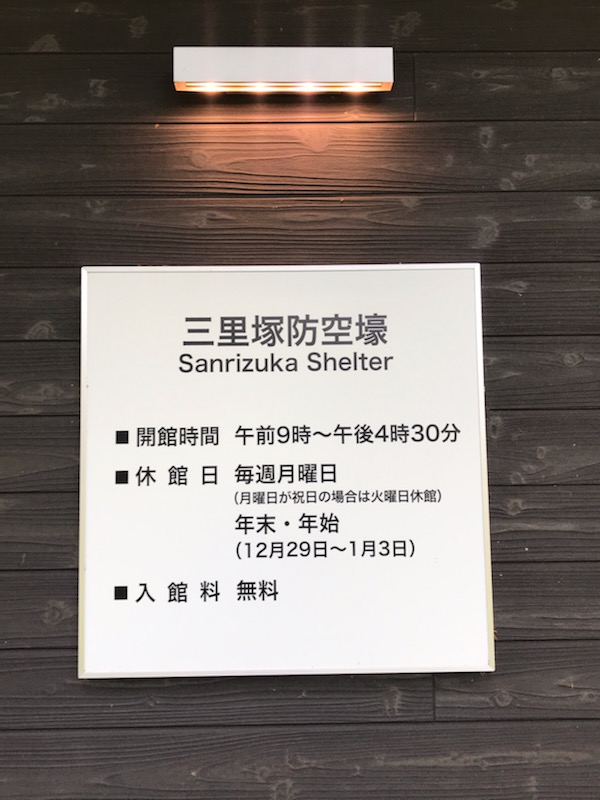 三里塚防空壕
Sanrizuka Shelter
■ 開館時間 午前9時～午後4時30分
■ 休館日 毎週月曜日
(月曜日が祝日の場合は火曜日休館)
年末・年始
(12月29日～1月3日)
■ 入館料 無料